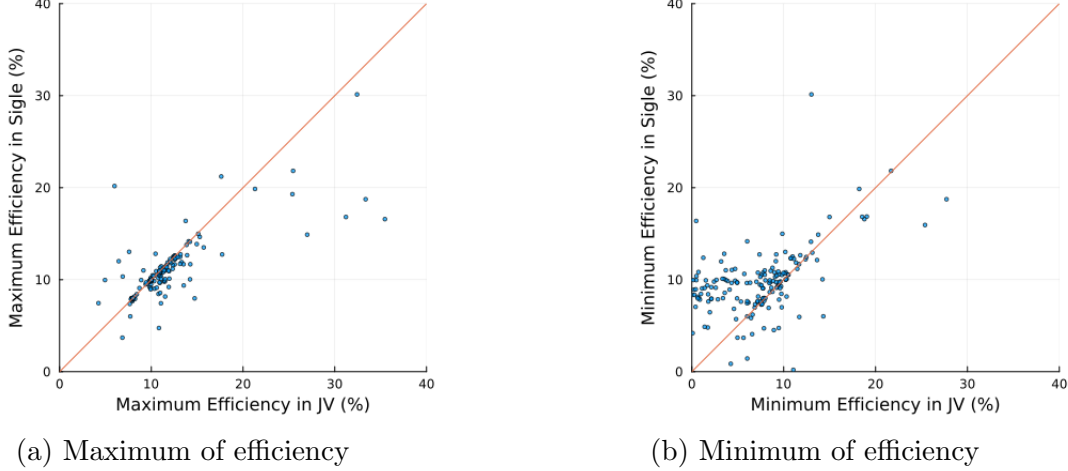 Maximum Efficiency in Sigle (%)
40
30
20
10
0
0 10 20 30 40
Maximum Efficiency in JV (%)
(a) Maximum of efficiency
Minimum Efficiency in Sigle (%)
40
30
20
10
0
0 10 20 30 40
Minimum Efficiency in JV (%)
(b) Minimum of efficiency